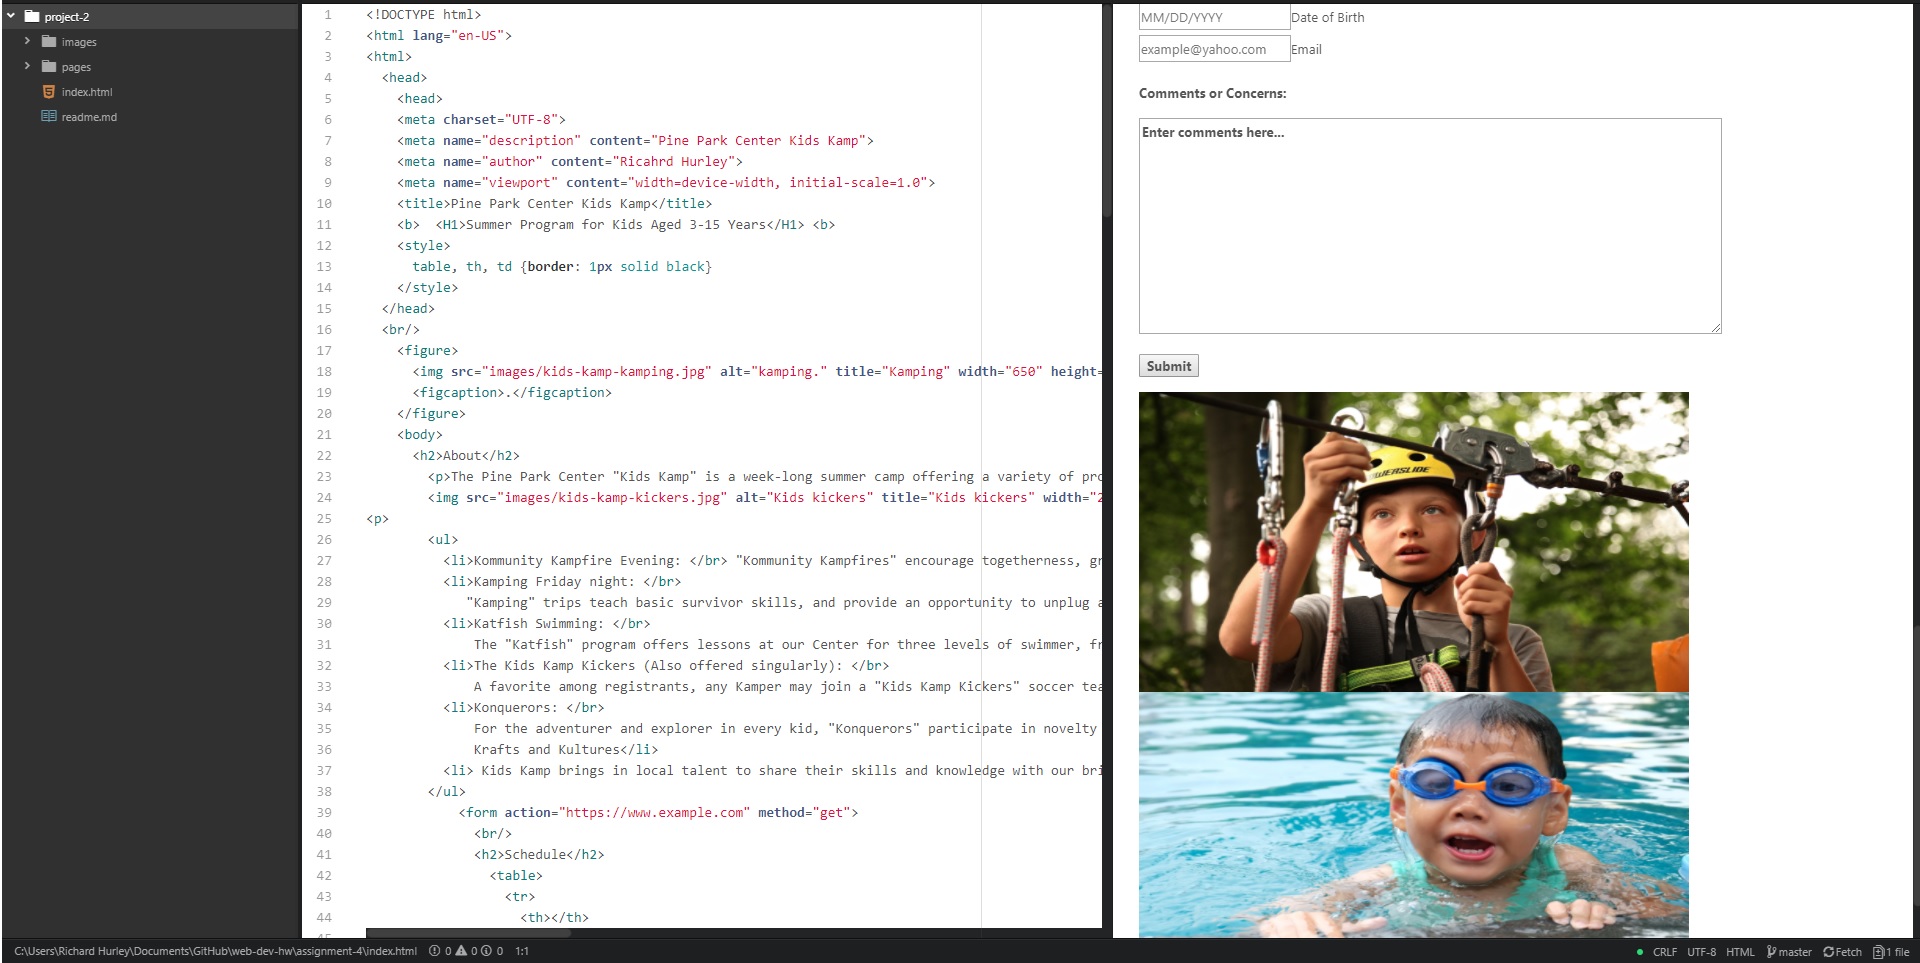 project-2
images
pages
index.html
readme.md
1 <!DOCTYPE html>
2 <html lang="en-US">
3 <html>
4 <head>
5 <head>
6 <meta charset="UTF-8">
7 <meta name="description" content="Pine Park Center Kids Kamp">
8 <meta name="author" content="Ricahrd Hurley">
9 <meta name="viewport" content="width=device-width, initial-scale=1.0">
10 <title>Pine Park Center Kids Kamp</title>
11 <b> <H1>Summer Program for Kids Aged 3-15 Years</H1> <b>
12 <style>
13 table, th, td {border: 1px solid black}
14 </style>
15 </head>
16 <br/>
17 <figure>
18 <img src="images/kids-kamp-kamping.jpg" alt="kamping." title="Kamping" width="650" height=
19 <figcaption>.</figcaption>
20 </figure>
21 <body>
22 <h2>About</h2>
23 <p>The Pine Park Center "Kids Kamp" is a week-long summer camp offering a variety of pro
24 <img src="images/kids-kamp-kickers.jpg" alt="Kids kickers" title="Kids kickers" width="2
25 <p>
26 <ul>
27 <li>Kommunity Kampfire Evening: </br> "Kommunity Kampfires" encourage togetherness, gr
28 <li>Kamping Friday night: </br>
29 "Kamping" trips teach basic survivor skills, and provide an opportunity to unplug a
30 <li>Katfish Swimming: </br>
31 The "Katfish" program offers lessons at our Center for three levels of swimmer, fr
32 <li>The Kids Kamp Kickers (Also offered singularly): </br>
33 A favorite among registrants, any Kamper may join a "Kids Kamp Kickers" soccer tea
34 <li>Konquerors: </br>
35 For the adventurer and explorer in every kid, "Konquerors" participate in novelty
36 Krafts and Kultures</li>
37 <li> Kids Kamp brings in local talent to share their skills and knowledge with our bri
38 </ul>
39 <form action="https://www.example.com" method="get">
40 <br/>
41 <h2>Schedule</h2>
42 <table>
43 <tr>
44 <th></th>
MM/DD/YYYY Date of Birth
example@yahoo.com Email
Comments or Concerns:
Enter comments here...
Submit
C:\Users\Richard Hurley\Documents\GitHub\web-dev-hw\assignment-4\index.html 0 0 0 1:1
CRLF UTF-8 HTML master Fetch 1 file